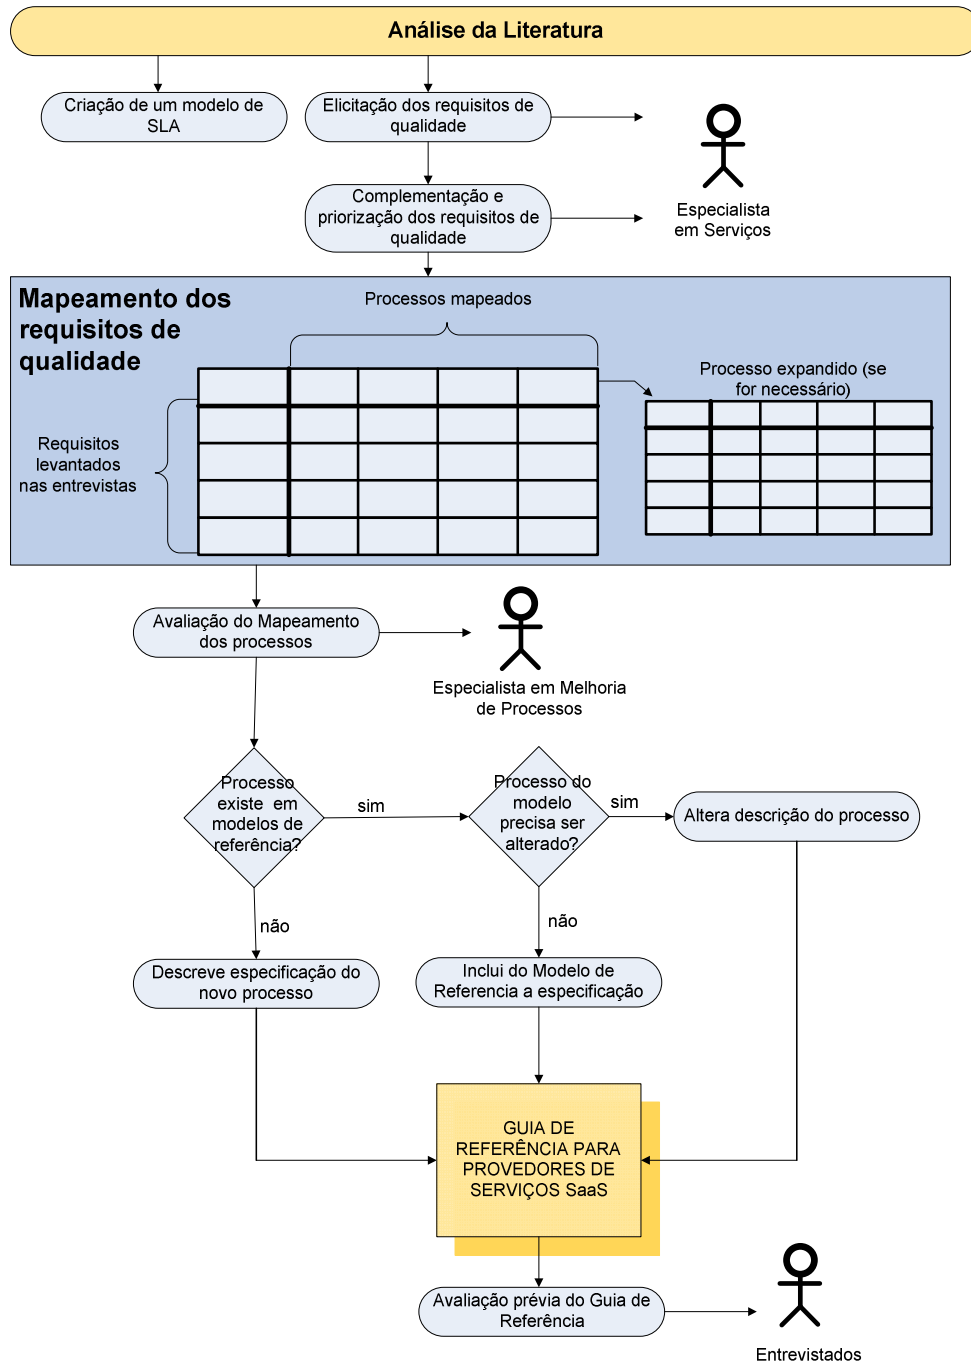 Análise da Literatura
Criação de um modelo de
SLA
Elicitação dos requisitos de
qualidade
Complementação e
priorização dos requisitos de
qualidade
Especialista
em Serviços
Mapeamento dos
requisitos de
qualidade
Processos mapeados
Processo expandido (se
for necessário)
Requisitos
levantados
nas entrevistas
Avaliação do Mapeamento
dos processos
Especialista em Melhoria
de Processos
Processo
existe em
modelos de
referência?
sim
Processo do
modelo
precisa ser
alterado?
sim
Altera descrição do processo
não
não
Descreve especificação do
novo processo
Inclui do Modelo de
Referencia a especificação
GUIA DE
REFERÊNCIA PARA
PROVEDORES DE
SERVIÇOS SaaS
Avaliação prévia do Guia de
Referência
Entrevistados